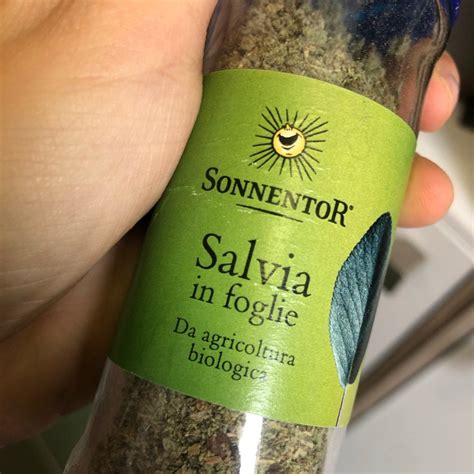 SONNENTOR®
Salvia
in foglie
Da agricoltura
biologica